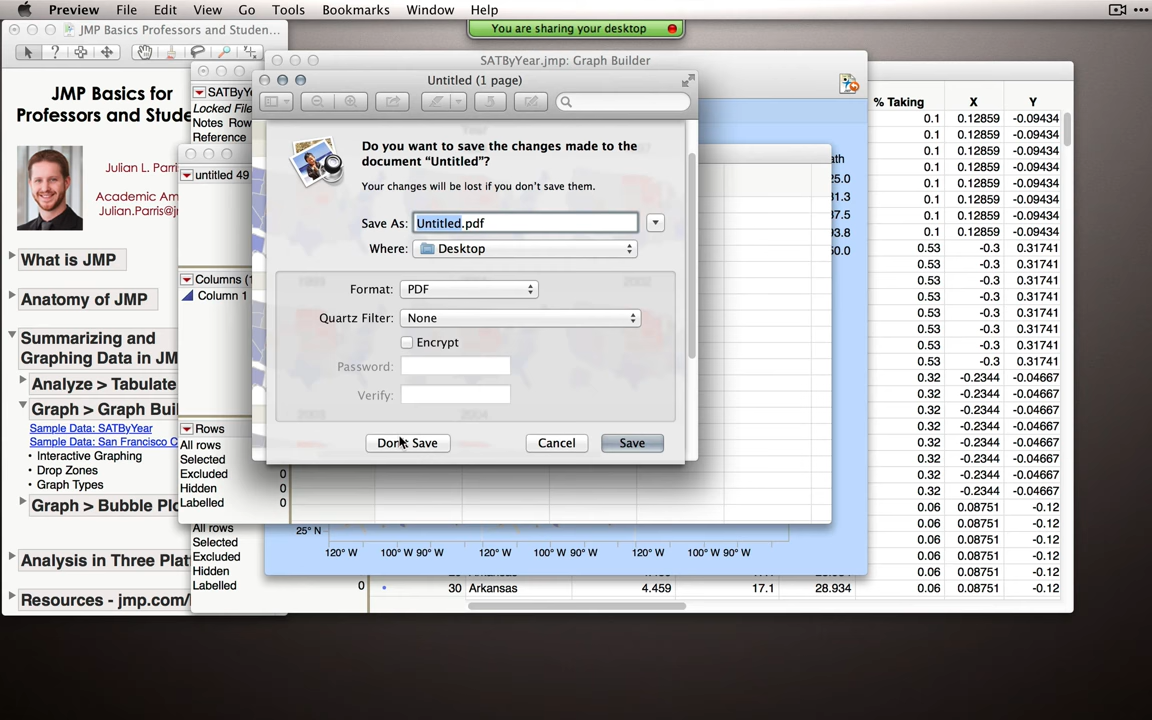 Preview File Edit View Go Tools Bookmarks Window Help
You are sharing your desktop
JMP Basics Professors and Studen...
JMP Basics for
Professors and Stude
Julian L. Parri
Academic Am
Julian.Parris@j
What is JMP
Anatomy of JMP
Summarizing and
Graphing Data in JM
Analyze > Tabulate
Graph > Graph Buil
Sample Data: SATByYear
Sample Data: San Francisco C
• Interactive Graphing
• Drop Zones
• Graph Types
Graph > Bubble Plo
Analysis in Three Plat
Resources - jmp.com/
SATByYe
Locked File
Notes Row
Reference
untitled 49
Columns (1
Column 1
Rows
All rows
Selected
Excluded 0
Hidden 0
Labelled 0
All rows
Selected
Excluded
Hidden
Labelled 0
SATByYear.jmp: Graph Builder
Untitled (1 page)
Do you want to save the changes made to the
document “Untitled”?
Your changes will be lost if you don’t save them.
Save As: Untitled.pdf
Where: Desktop
Format: PDF
Quartz Filter: None
Encrypt
Password:
Verify:
Don't Save Cancel Save
25° N
120° W 100° W 90° W 120° W 100° W 90° W 120° W 100° W 90° W
30 Arkansas 4.459 17.1 28.934
ath
25.0
31.3
37.5
93.8
50.0
% Taking X Y
0.1 0.12859 -0.09434
0.1 0.12859 -0.09434
0.1 0.12859 -0.09434
0.1 0.12859 -0.09434
0.1 0.12859 -0.09434
0.1 0.12859 -0.09434
0.1 0.12859 -0.09434
0.1 0.12859 -0.09434
0.53 -0.3 0.31741
0.53 -0.3 0.31741
0.53 -0.3 0.31741
0.53 -0.3 0.31741
0.53 -0.3 0.31741
0.53 -0.3 0.31741
0.53 -0.3 0.31741
0.53 -0.3 0.31741
0.32 -0.2344 -0.04667
0.32 -0.2344 -0.04667
0.32 -0.2344 -0.04667
0.32 -0.2344 -0.04667
0.32 -0.2344 -0.04667
0.32 -0.2344 -0.04667
0.32 -0.2344 -0.04667
0.32 -0.2344 -0.04667
0.06 0.08751 -0.12
0.06 0.08751 -0.12
0.06 0.08751 -0.12
0.06 0.08751 -0.12
0.06 0.08751 -0.12
0.06 0.08751 -0.12